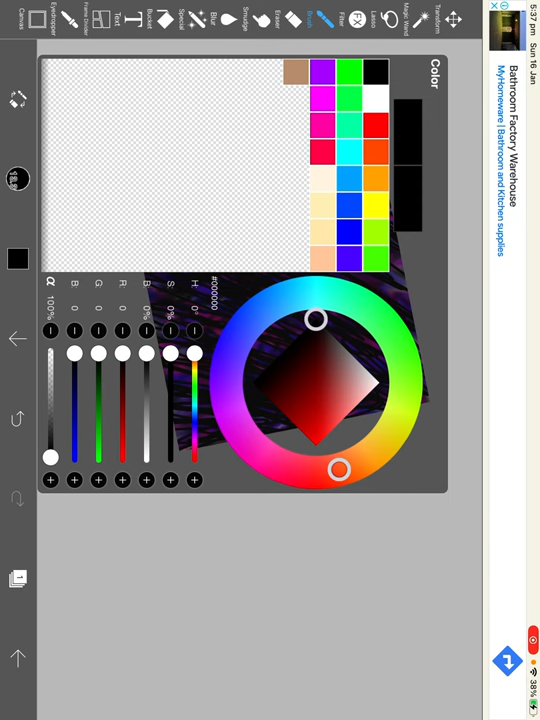 5:37 pm Sun 16 Jan
38%
Bathroom Factory Warehouse
MyHomeware | Bathroom and Kitchen supplies
Transform
Magic Wand
Lasso
FX
Filter
Brush
Eraser
Smudge
Blur
Special
Bucket
T
Text
Frame Divider
Eyedropper
Canvas
Color
#000000
H: 0°
S: 0%
B: 0%
R: 0
G: 0
B: 0
α 100%
1